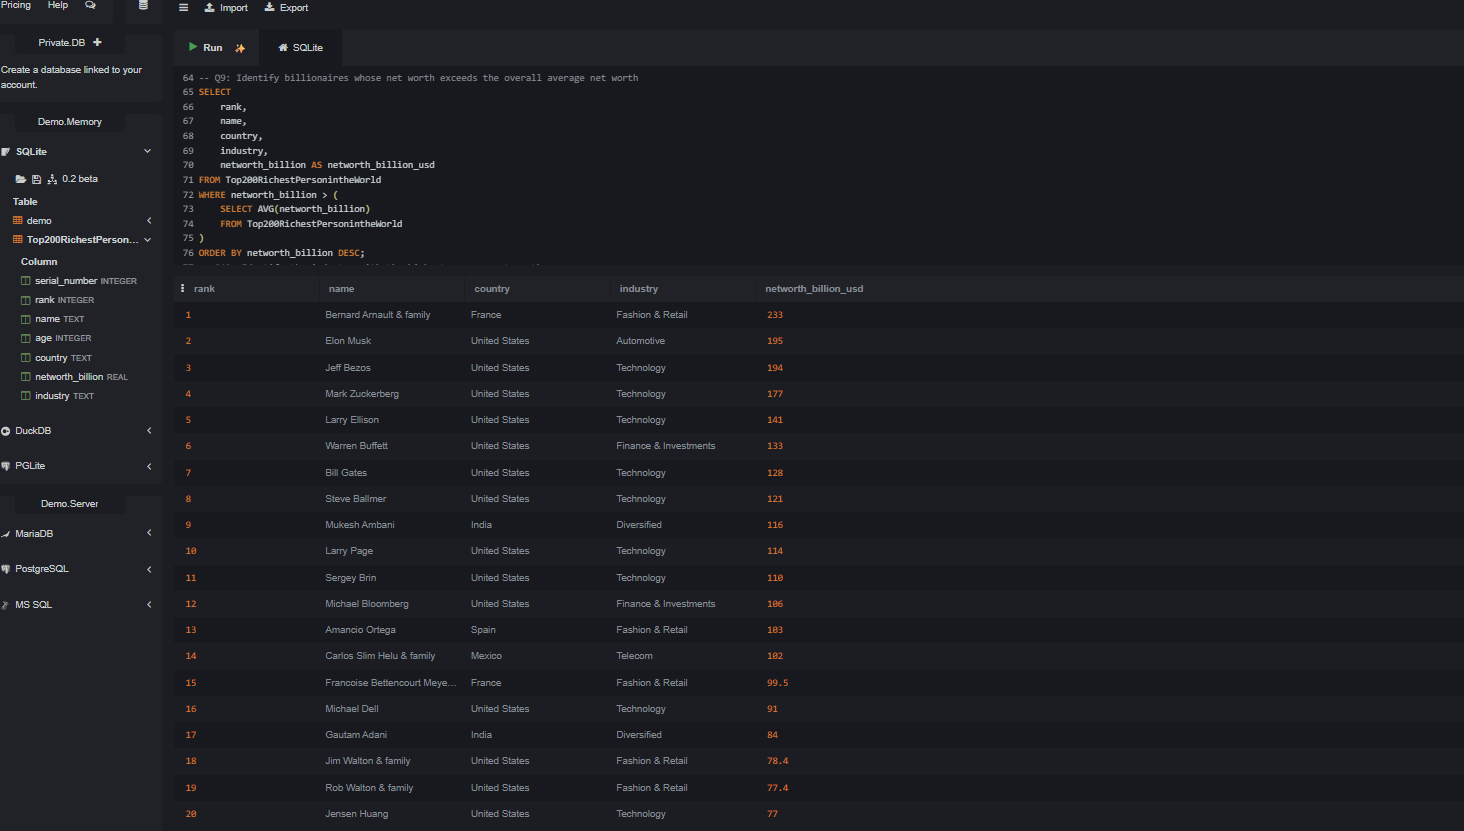 Pricing Help
Import Export
Private.DB
Run SQLite
Create a database linked to your
account.
Demo.Memory
SQLite
0.2 beta
Table
demo
Top200RichestPerson...
Column
serial_number INTEGER
rank INTEGER
name TEXT
age INTEGER
country TEXT
networth_billion REAL
industry TEXT
DuckDB
PGLite
Demo.Server
MariaDB
PostgreSQL
MS SQL
64 -- Q9: Identify billionaires whose net worth exceeds the overall average net worth
65 SELECT
66 rank,
67 name,
68 country,
69 industry,
70 networth_billion AS networth_billion_usd
71 FROM Top200RichestPersonintheWorld
72 WHERE networth_billion > (
73 SELECT AVG(networth_billion)
74 FROM Top200RichestPersonintheWorld
75 )
76 ORDER BY networth_billion DESC;
rank name country industry networth_billion_usd
1 Bernard Arnault & family France Fashion & Retail 233
2 Elon Musk United States Automotive 195
3 Jeff Bezos United States Technology 194
4 Mark Zuckerberg United States Technology 177
5 Larry Ellison United States Technology 141
6 Warren Buffett United States Finance & Investments 133
7 Bill Gates United States Technology 128
8 Steve Ballmer United States Technology 121
9 Mukesh Ambani India Diversified 116
10 Larry Page United States Technology 114
11 Sergey Brin United States Technology 110
12 Michael Bloomberg United States Finance & Investments 106
13 Amancio Ortega Spain Fashion & Retail 103
14 Carlos Slim Helu & family Mexico Telecom 102
15 Francoise Bettencourt Meye... France Fashion & Retail 99.5
16 Michael Dell United States Technology 91
17 Gautam Adani India Diversified 84
18 Jim Walton & family United States Fashion & Retail 78.4
19 Rob Walton & family United States Fashion & Retail 77.4
20 Jensen Huang United States Technology 77